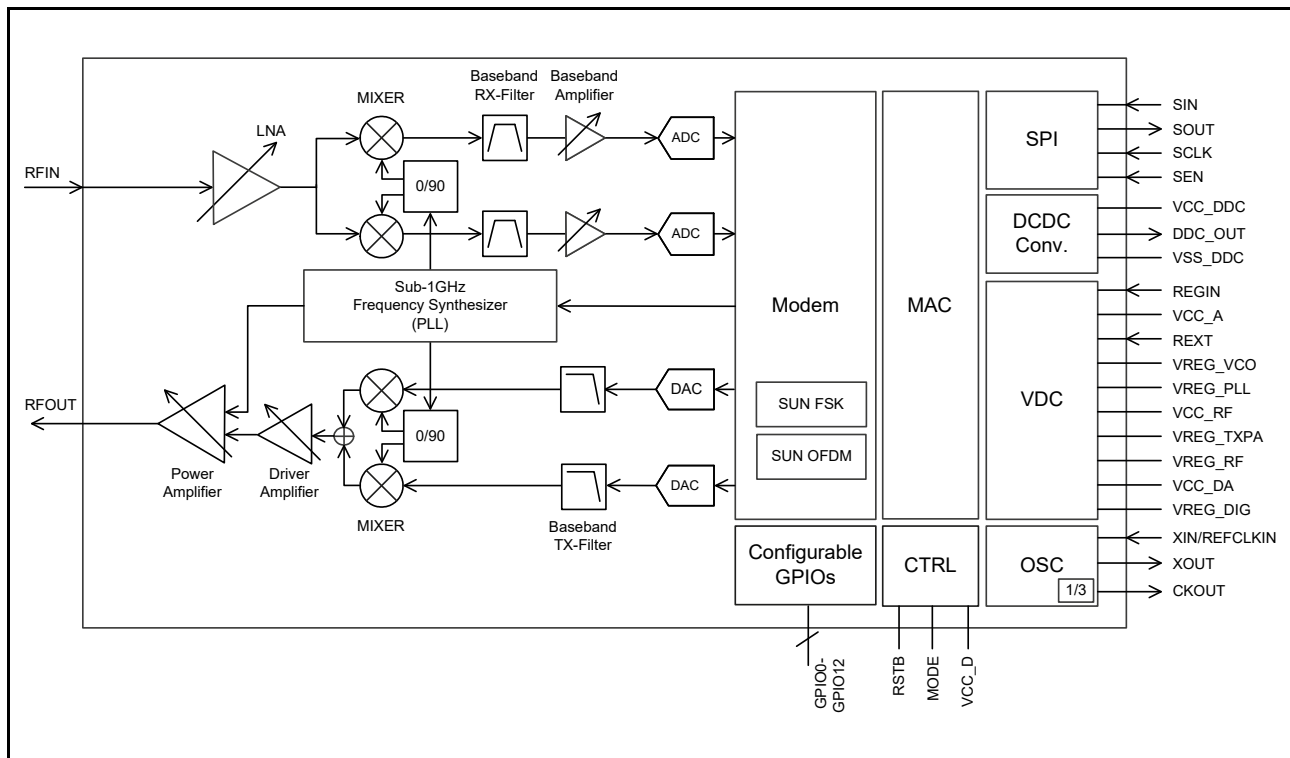 Baseband
RX-Filter
Baseband
Amplifier
MIXER
LNA
RFIN
0/90
ADC
ADC
Sub-1GHz
Frequency Synthesizer
(PLL)
RFOUT
Power
Amplifier
Driver
Amplifier
0/90
MIXER
DAC
DAC
Baseband
TX-Filter
Modem
SUN FSK
SUN OFDM
MAC
SPI
DCDC
Conv.
VDC
Configurable
GPIOs
CTRL
OSC
1/3
SIN
SOUT
SCLK
SEN
VCC_DDC
DDC_OUT
VSS_DDC
REGIN
VCC_A
REXT
VREG_VCO
VREG_PLL
VCC_RF
VREG_TXPA
VREG_RF
VCC_DA
VREG_DIG
XIN/REFCLKIN
XOUT
CKOUT
GPIO0-
GPIO12
RSTB
MODE
VCC_D